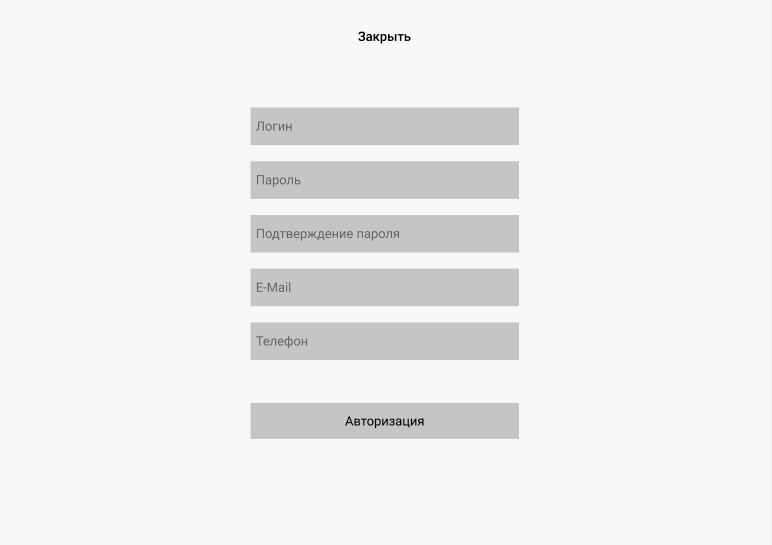 Закрыть
Логин
Пароль
Подтверждение пароля
E-Mail
Телефон
Авторизация